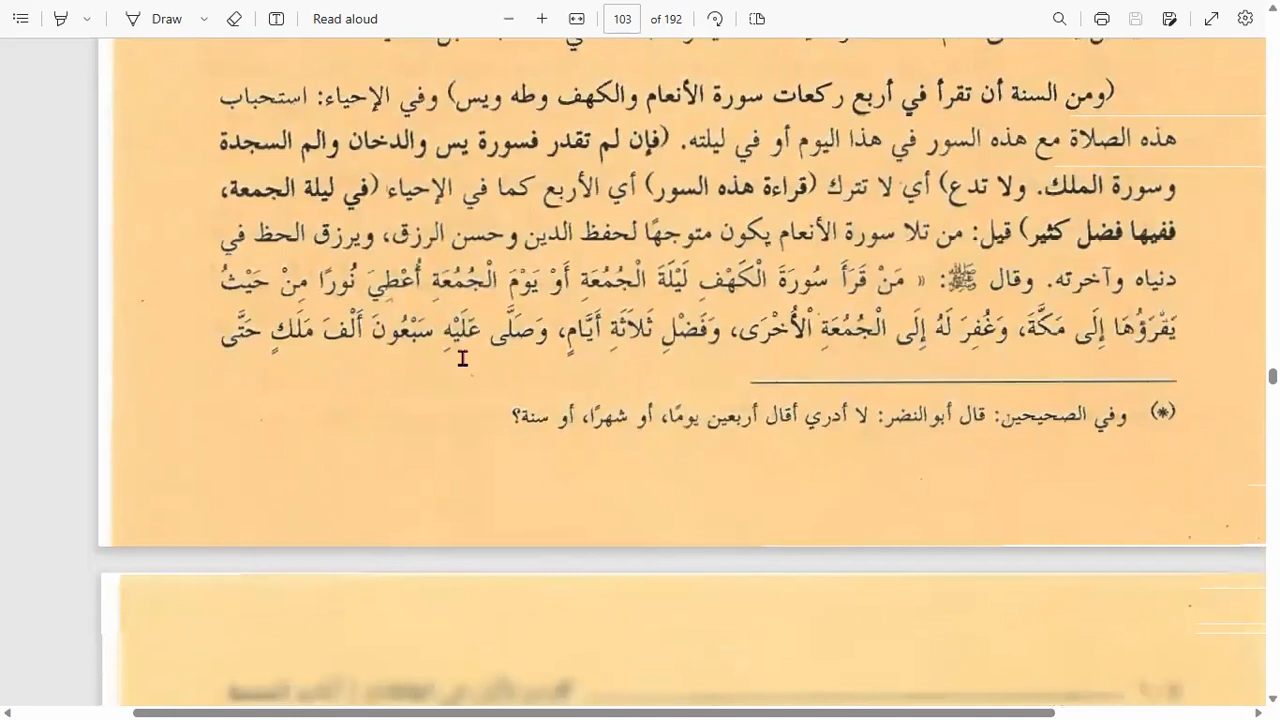 Draw
Read aloud
103 of 192
(ومن السنة أن تقرأ في أربع ركعات سورة الأنعام والكهف وطه ويس) وفي الإحياء: استحباب
هذه الصلاة مع هذه السور في هذا اليوم أو في ليلته. (فإن لم تقدر فسورة يس والدخان والم السجدة
وسورة الملك. ولا تدع) أي لا تترك (قراءة هذه السور) أي الأربع كما في الإحياء (في ليلة الجمعة،
ففيها فضل كثير) قيل: من تلا سورة الأنعام يكون متوجهًا لحفظ الدين وحسن الرزق، ويرزق الحظ في
دنياه وآخرته. وقال ﷺ: « مَنْ قَرَأَ سُورَةَ الْكَهْفِ لَيْلَةَ الْجُمُعَةِ أَوْ يَوْمَ الْجُمُعَةِ أُعْطِيَ نُورًا مِنْ حَيْثُ
يَقْرَؤُهَا إِلَى مَكَّةَ، وَغُفِرَ لَهُ إِلَى الْجُمُعَةِ الْأُخْرَى، وَفَضْلِ ثَلَاثَةِ أَيَّامٍ، وَصَلَّى عَلَيْهِ سَبْعُونَ أَلْفَ مَلَكٍ حَتَّى
(*) وفي الصحيحين: قال أبو النضر: لا أدري أقال أربعين يومًا، أو شهرًا، أو سنة؟